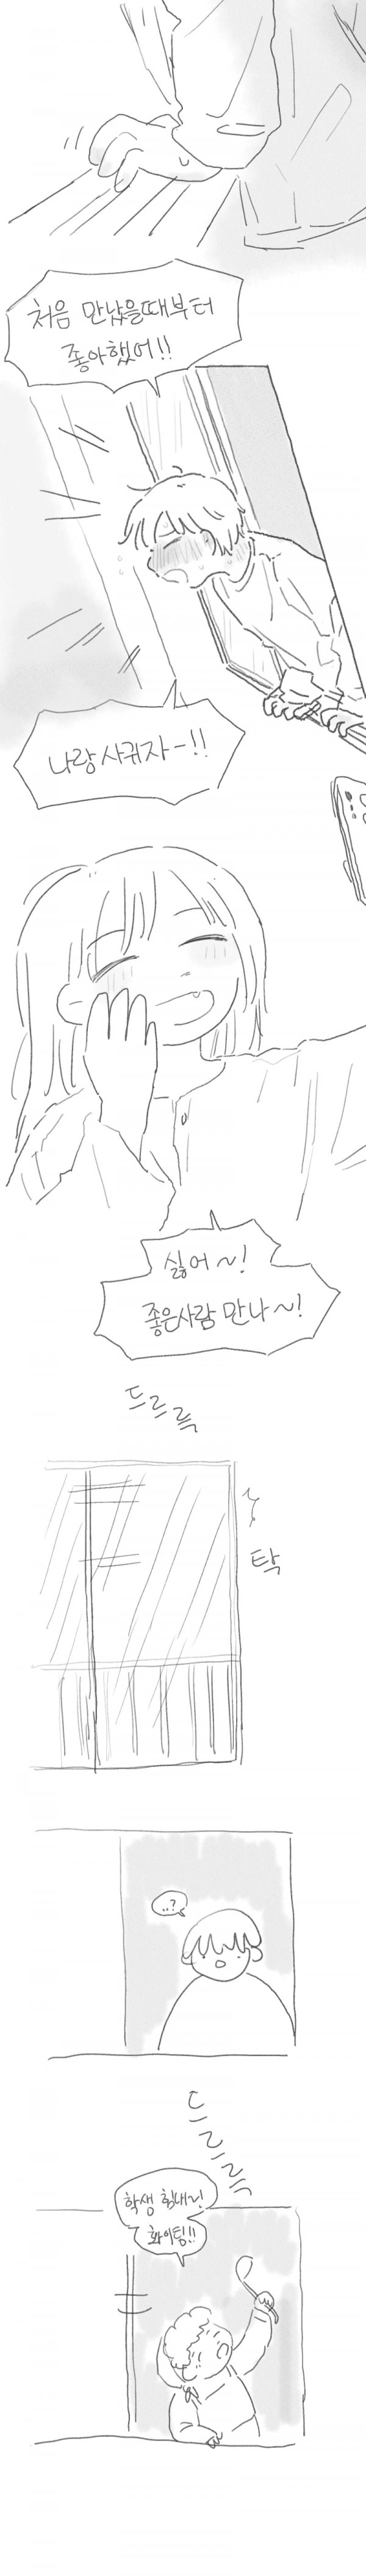 처음 만났을때부터
좋아했어!!
나랑 사귀자-!!
싫어~!
좋은사람 만나~!
드르륵
탁
..?
드르르륵
학생 힘내~!
화이팅!!